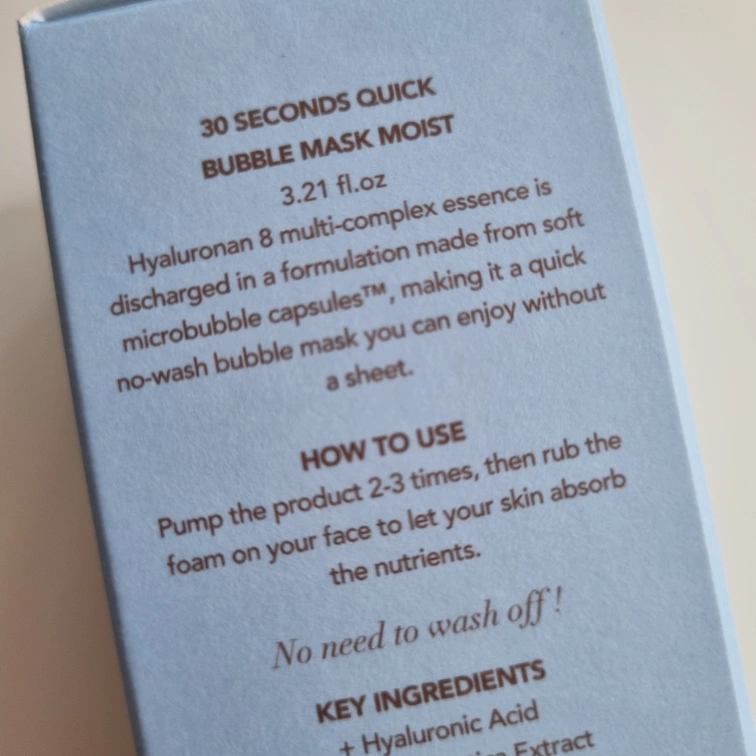 30 SECONDS QUICK
BUBBLE MASK MOIST
3.21 fl.oz
Hyaluronan 8 multi-complex essence is
discharged in a formulation made from soft
microbubble capsules™, making it a quick
no-wash bubble mask you can enjoy without
a sheet.
HOW TO USE
Pump the product 2-3 times, then rub the
foam on your face to let your skin absorb
the nutrients.
No need to wash off!
KEY INGREDIENTS
+ Hyaluronic Acid
Extract